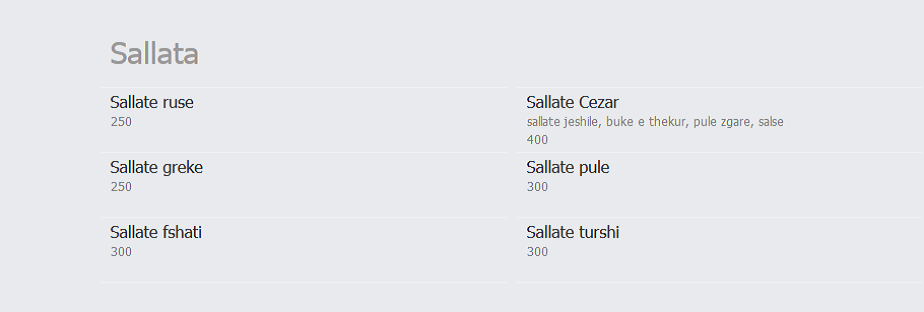 Sallata
Sallate ruse
250
Sallate Cezar
sallate jeshile, buke e thekur, pule zgare, salse
400
Sallate greke
250
Sallate pule
300
Sallate fshati
300
Sallate turshi
300